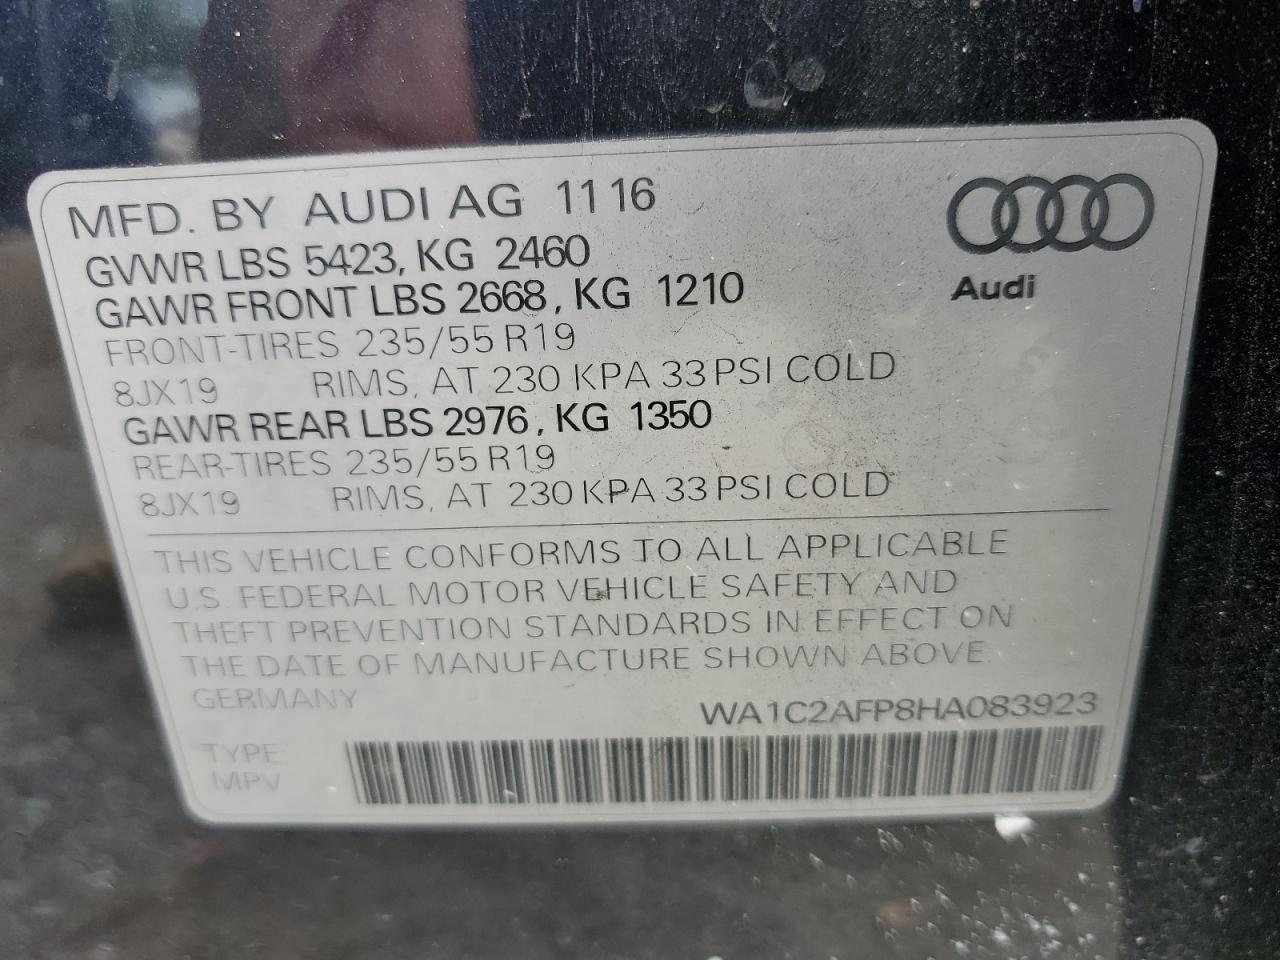 MFD. BY AUDI AG 11 16
GVWR LBS 5423, KG 2460
GAWR FRONT LBS 2668, KG 1210
FRONT-TIRES 235/55 R19
8JX19 RIMS, AT 230 KPA 33 PSI COLD
GAWR REAR LBS 2976, KG 1350
REAR-TIRES 235/55 R19
8JX19 RIMS, AT 230 KPA 33 PSI COLD
Audi
THIS VEHICLE CONFORMS TO ALL APPLICABLE
U.S. FEDERAL MOTOR VEHICLE SAFETY AND
THEFT PREVENTION STANDARDS IN EFFECT ON
THE DATE OF MANUFACTURE SHOWN ABOVE.
GERMANY
WA1C2AFP8HA083923
TYPE
MPV